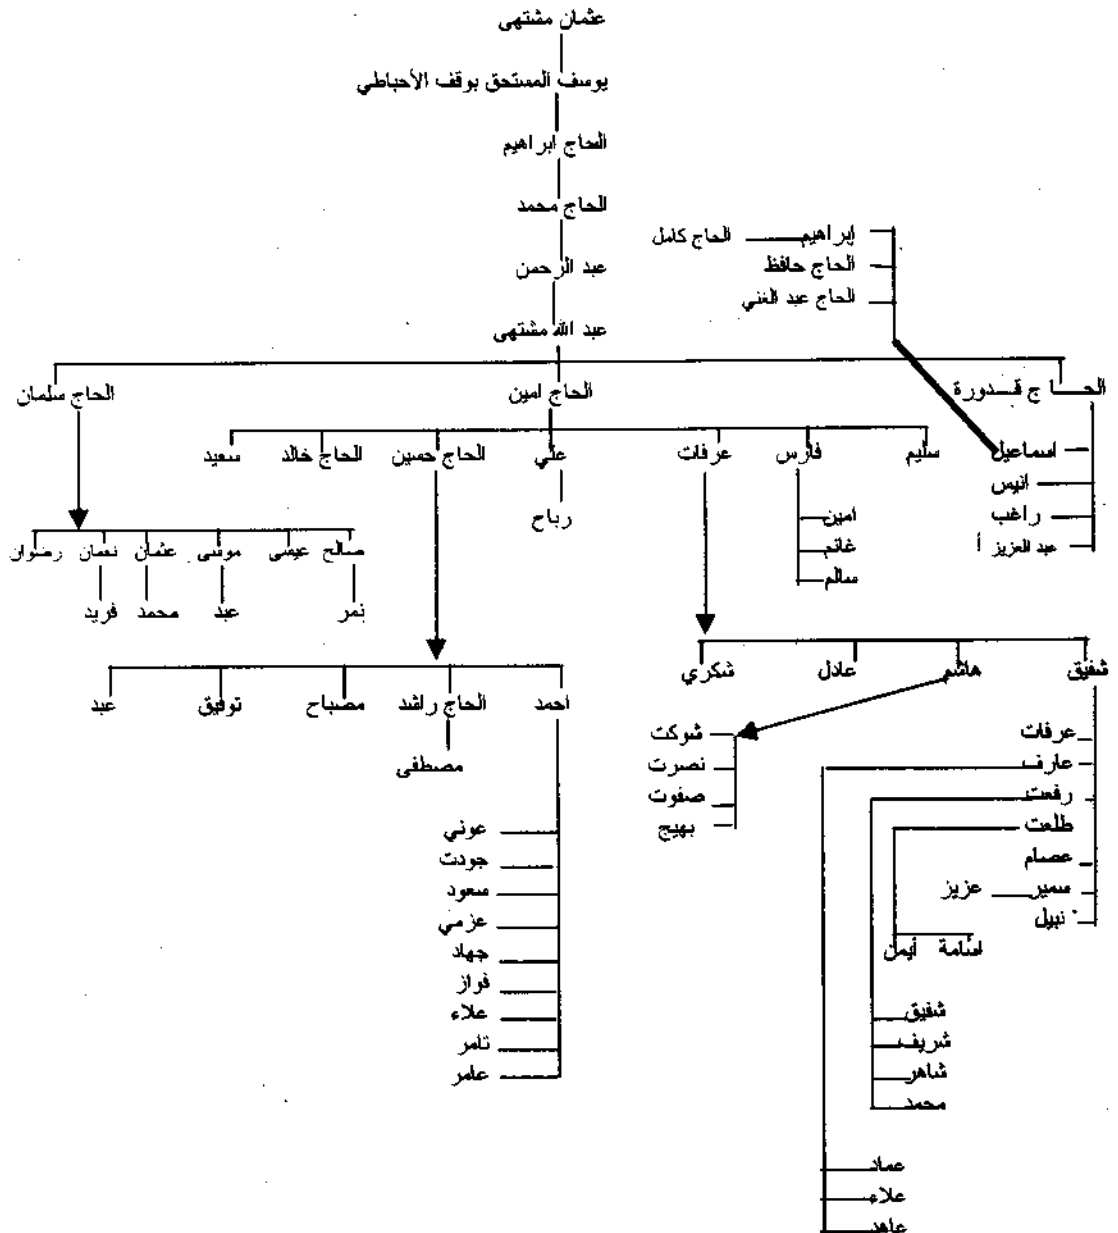 عثمان مشتهى
يوسف المستحق بوقف الأحباطي
الحاج ابراهيم
الحاج محمد
إبراهيم الحاج كامل
عبد الرحمن
الحاج حافظ
الحاج عبد الغني
عبد الله مشتهى
الحـــاج قـــدورة
الحاج امين
الحاج سلمان
اسماعيل
سليم فارس عرفات علي الحاج حسين الحاج خالد سعيد
انيس
راغب
عبد العزيز أ
امين
غانم
سالم
رباح
صالح عيسى موسى عثمان نعمان رضوان
نمر عبد محمد فريد
شفيق هاشم عادل شكري
احمد الحاج راشد مصباح توفيق عبد
مصطفى
عرفات
عارف
رفعت
طلعت
عصام
سمير عزيز
نبيل
شوكت
نصرت
صفوت
بهيج
اسامة أيمن
عوني
جودت
سعود
عزمي
جهاد
فواز
علاء
تامر
عامر
شفيق
شريف
شاهر
محمد
عماد
علاء
عاهد